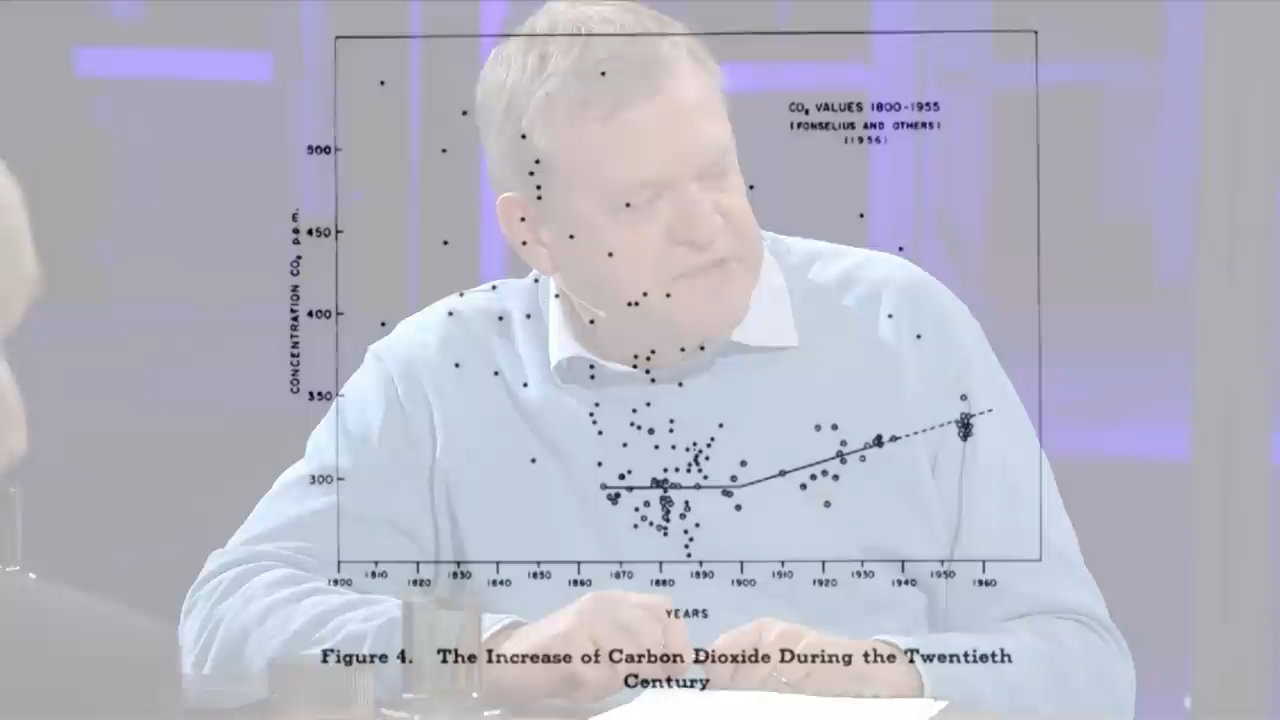 CO₂ VALUES 1800-1955
(FONSELIUS AND OTHERS)
(1956)
CONCENTRATION CO₂ p.p.m.
500
450
400
350
300
1800 1810 1820 1830 1840 1850 1860 1870 1880 1890 1900 1910 1920 1930 1940 1950 1960
YEARS
Figure 4. The Increase of Carbon Dioxide During the Twentieth
Century